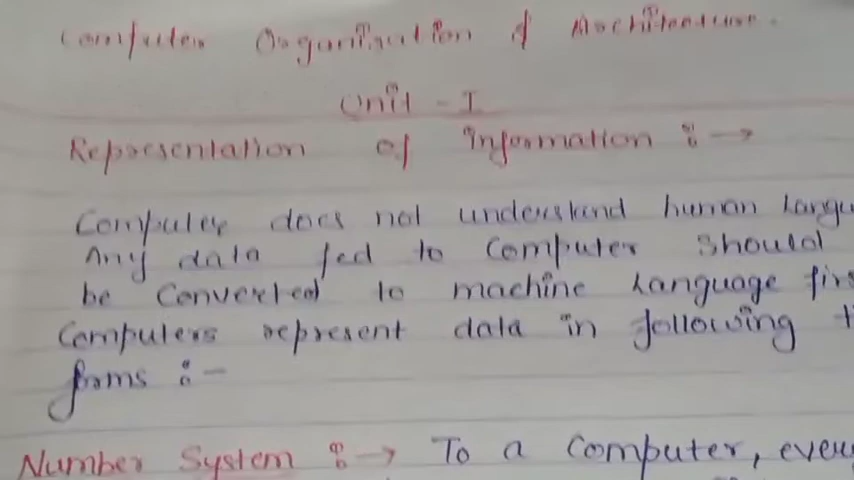 Computer Organisation & Architecture.
Unit - I
Representation of information :→
Computer does not understand human
Any data fed to Computer should
be Converted to machine Language
Computers represent data in following
forms :-
Number System :→ To a Computer,